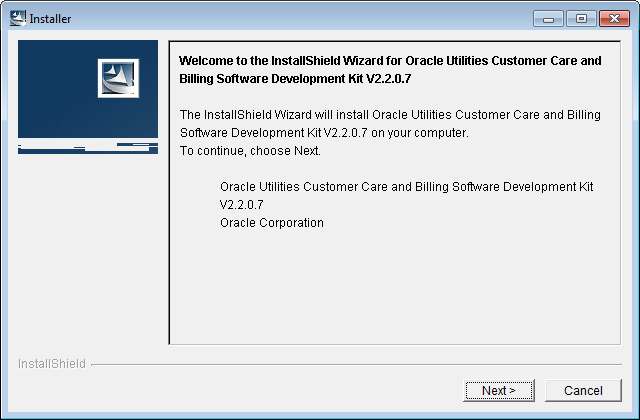 Installer
Welcome to the InstallShield Wizard for Oracle Utilities Customer Care and
Billing Software Development Kit V2.2.0.7
The InstallShield Wizard will install Oracle Utilities Customer Care and Billing
Software Development Kit V2.2.0.7 on your computer.
To continue, choose Next.
Oracle Utilities Customer Care and Billing Software Development Kit
V2.2.0.7
Oracle Corporation
InstallShield
Next >
Cancel